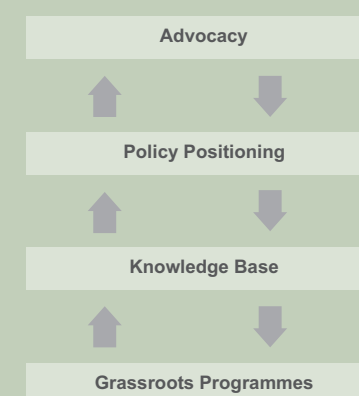 Advocacy
Policy Positioning
Knowledge Base
Grassroots Programmes